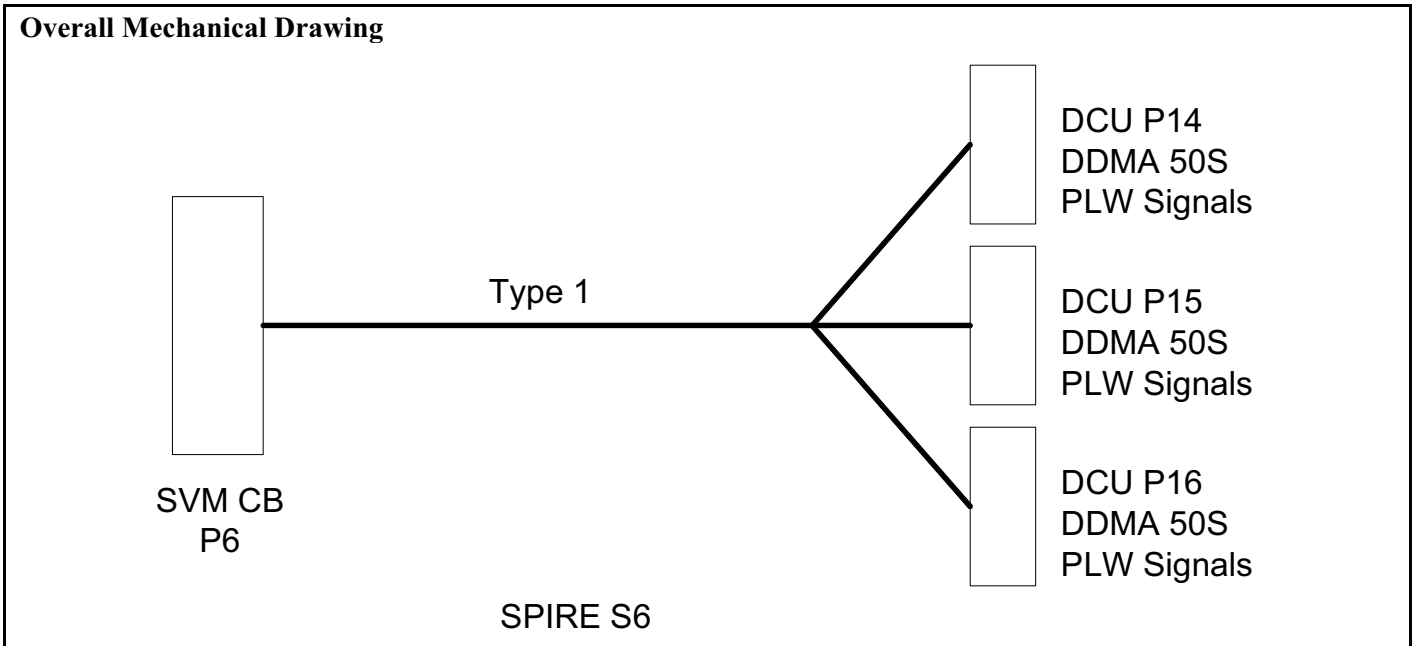 Overall Mechanical Drawing
DCU P14
DDMA 50S
PLW Signals
Type 1
DCU P15
DDMA 50S
PLW Signals
SVM CB
P6
DCU P16
DDMA 50S
PLW Signals
SPIRE S6